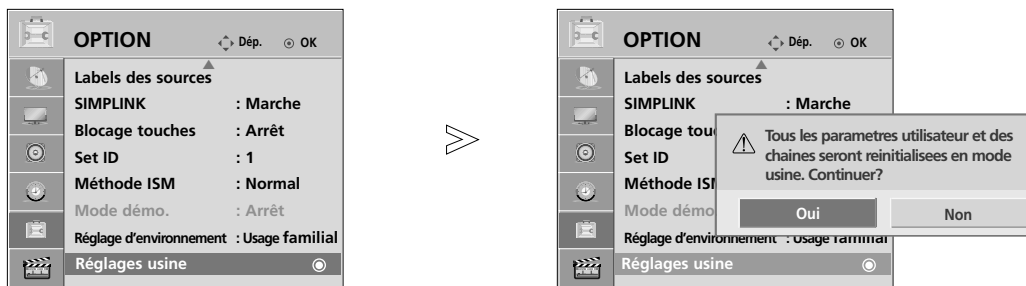 OPTION
Dép.
OK
Labels des sources
SIMPLINK : Marche
Blocage touches : Arrêt
Set ID : 1
Méthode ISM : Normal
Mode démo. : Arrêt
Réglage d'environnement : Usage familial
Réglages usine
OPTION
Dép.
OK
Labels des sources
SIMPLINK : Marche
Blocage
Set ID
Méthode
Mode démo
Réglage d'environnement : Usage familial
Réglages usine
Tous les parametres utilisateur et des
chaines seront reinitialisees en mode
usine. Continuer?
Oui
Non